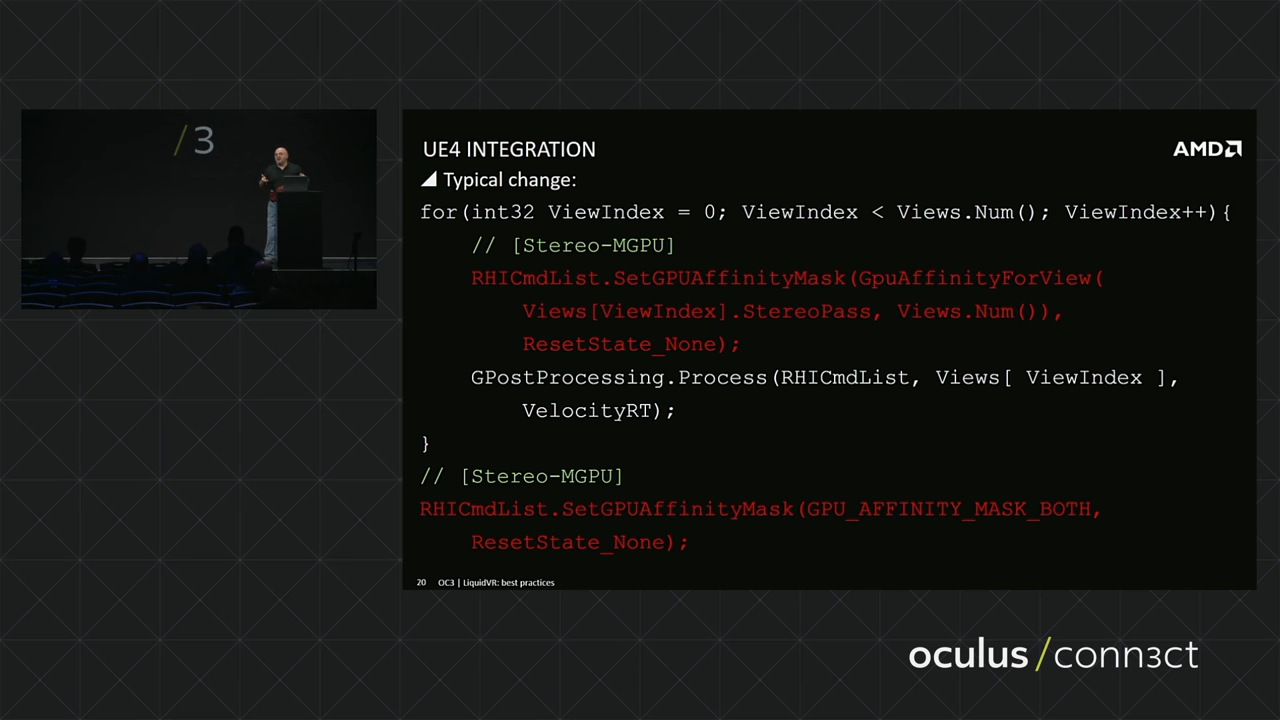 /3
UE4 INTEGRATION
AMD
Typical change:
for(int32 ViewIndex = 0; ViewIndex < Views.Num(); ViewIndex++){
// [Stereo-MGPU]
RHICmdList.SetGPUAffinityMask(GpuAffinityForView(
Views[ViewIndex].StereoPass, Views.Num()),
ResetState_None);
GPostProcessing.Process(RHICmdList, Views[ ViewIndex ],
VelocityRT);
}
// [Stereo-MGPU]
RHICmdList.SetGPUAffinityMask(GPU_AFFINITY_MASK_BOTH,
ResetState_None);
20 OC3 | LiquidVR: best practices
oculus /conn3ct